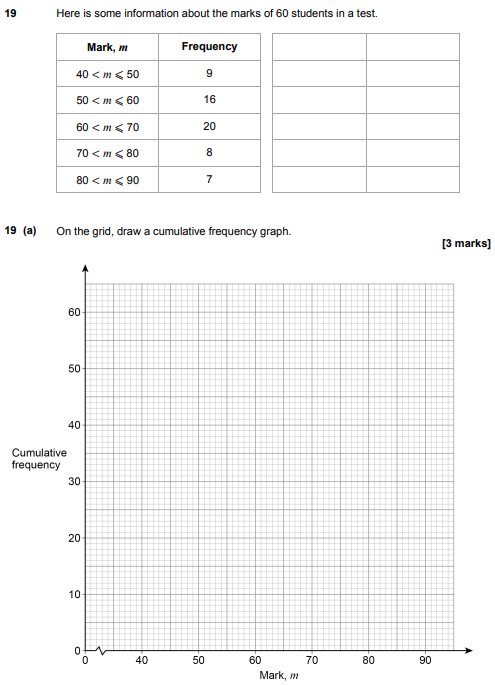 19 Here is some information about the marks of 60 students in a test.
Mark, m Frequency
40 < m ⩽ 50 9
50 < m ⩽ 60 16
60 < m ⩽ 70 20
70 < m ⩽ 80 8
80 < m ⩽ 90 7
19 (a) On the grid, draw a cumulative frequency graph.
[3 marks]
60
50
40
Cumulative
frequency
30
20
10
0
0 40 50 60 70 80 90
Mark, m